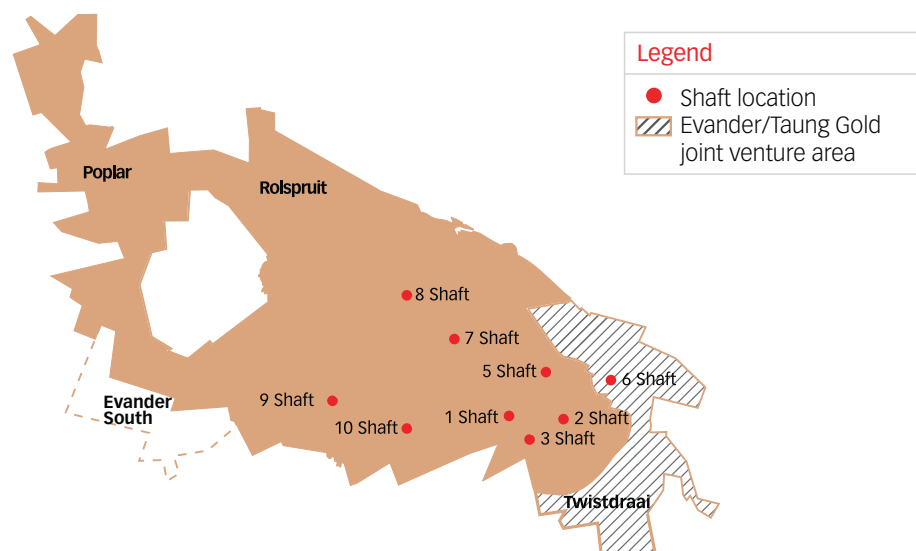 Legend
Shaft location
Evander/Taung Gold
joint venture area
Poplar
Rolspruit
8 Shaft
7 Shaft
5 Shaft
6 Shaft
Evander
South
9 Shaft
10 Shaft
1 Shaft
2 Shaft
3 Shaft
Twistdraai